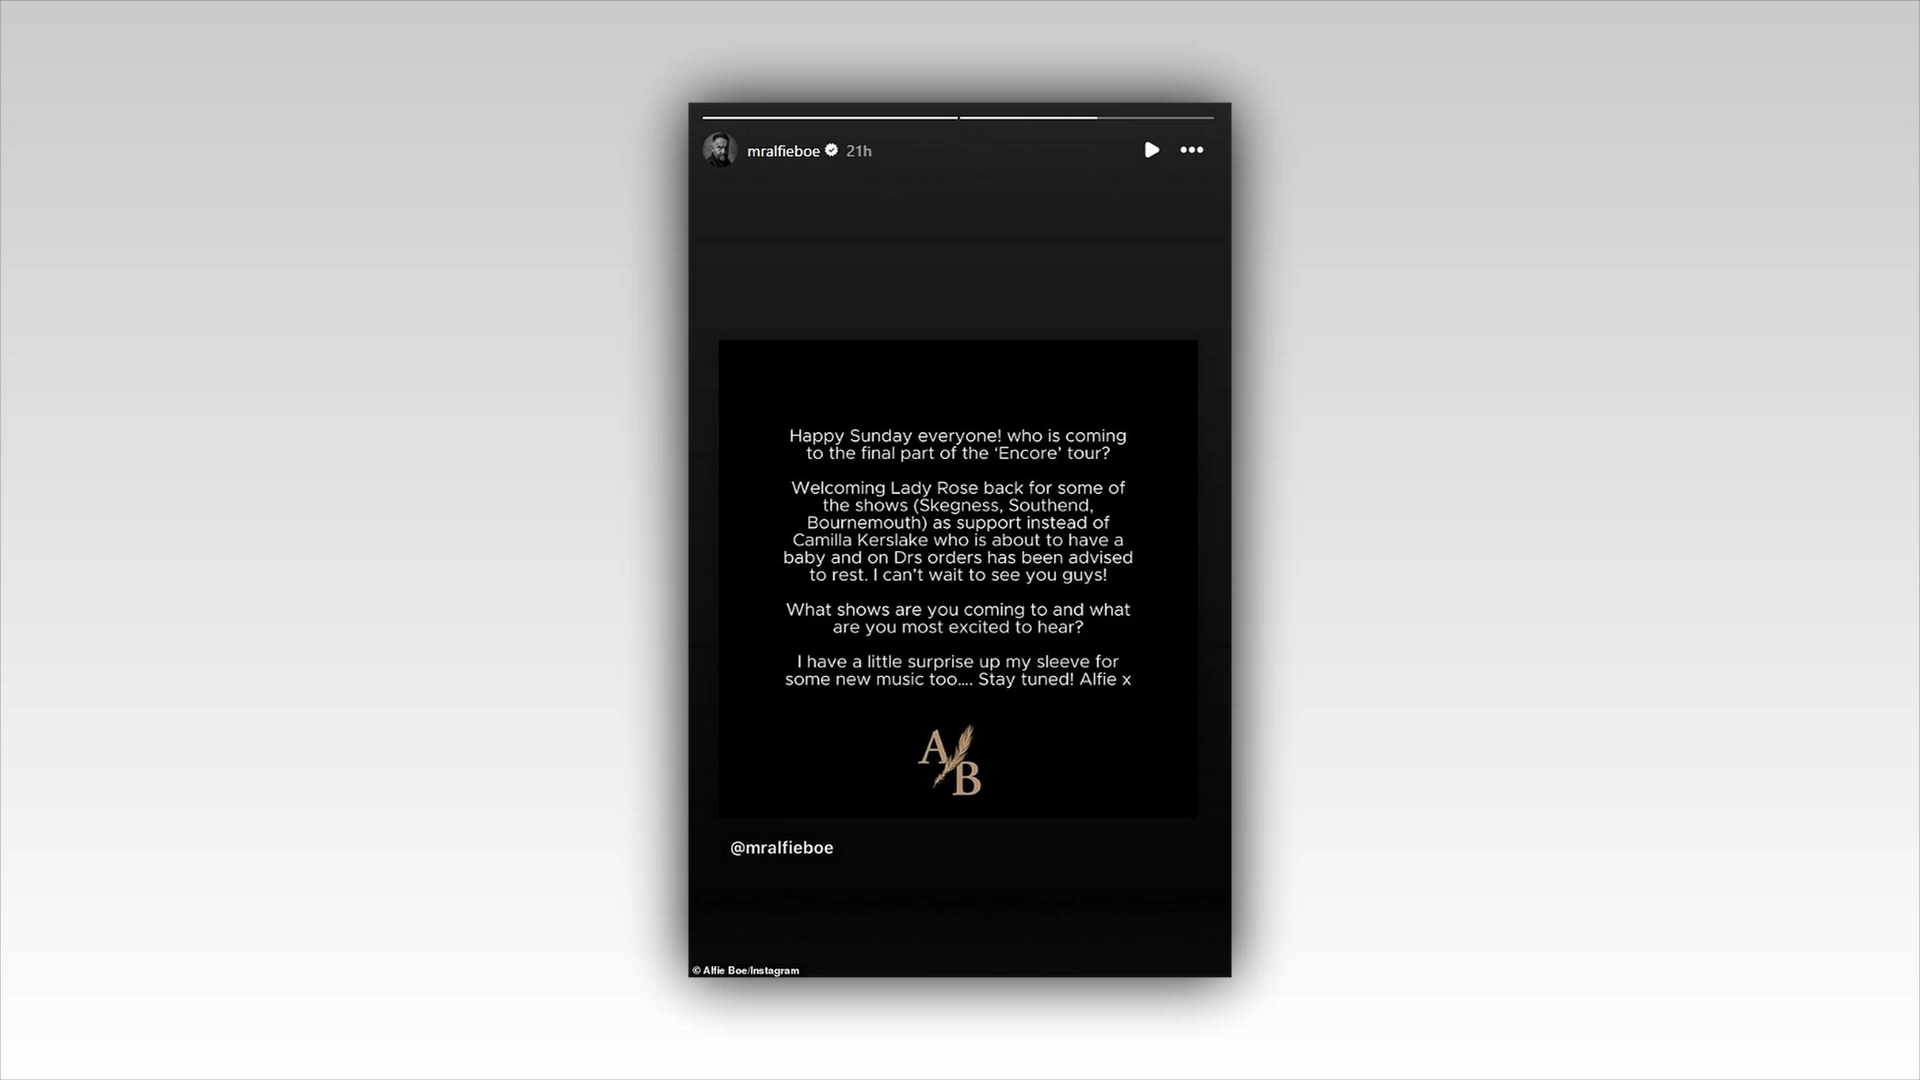 mralfieboe 21h
Happy Sunday everyone! who is coming
to the final part of the ‘Encore’ tour?
Welcoming Lady Rose back for some of
the shows (Skegness, Southend,
Bournemouth) as support instead of
Camilla Kerslake who is about to have a
baby and on Drs orders has been advised
to rest. I can’t wait to see you guys!
What shows are you coming to and what
are you most excited to hear?
I have a little surprise up my sleeve for
some new music too.... Stay tuned! Alfie x
A
B
@mralfieboe
© Alfie Boe/Instagram